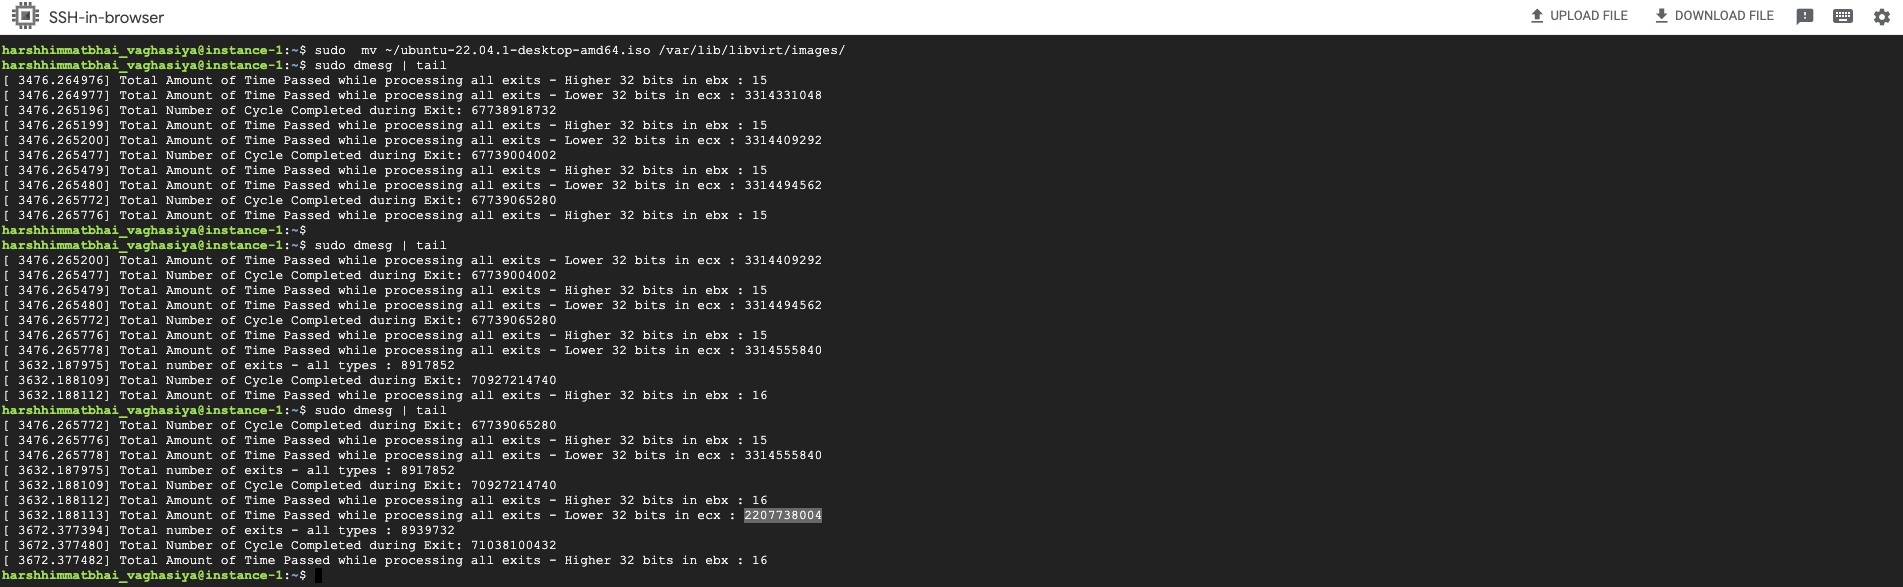 SSH-in-browser
UPLOAD FILE
DOWNLOAD FILE
harshhimmatbhai_vaghasiya@instance-1:~$ sudo  mv ~/ubuntu-22.04.1-desktop-amd64.iso /var/lib/libvirt/images/
harshhimmatbhai_vaghasiya@instance-1:~$ sudo dmesg | tail
[ 3476.264976] Total Amount of Time Passed while processing all exits - Higher 32 bits in ebx : 15
[ 3476.264977] Total Amount of Time Passed while processing all exits - Lower 32 bits in ecx : 3314331048
[ 3476.265196] Total Number of Cycle Completed during Exit: 67738918732
[ 3476.265199] Total Amount of Time Passed while processing all exits - Higher 32 bits in ebx : 15
[ 3476.265200] Total Amount of Time Passed while processing all exits - Lower 32 bits in ecx : 3314409292
[ 3476.265477] Total Number of Cycle Completed during Exit: 67739004002
[ 3476.265479] Total Amount of Time Passed while processing all exits - Higher 32 bits in ebx : 15
[ 3476.265480] Total Amount of Time Passed while processing all exits - Lower 32 bits in ecx : 3314494562
[ 3476.265772] Total Number of Cycle Completed during Exit: 67739065280
[ 3476.265776] Total Amount of Time Passed while processing all exits - Higher 32 bits in ebx : 15
harshhimmatbhai_vaghasiya@instance-1:~$
harshhimmatbhai_vaghasiya@instance-1:~$ sudo dmesg | tail
[ 3476.265200] Total Amount of Time Passed while processing all exits - Lower 32 bits in ecx : 3314409292
[ 3476.265477] Total Number of Cycle Completed during Exit: 67739004002
[ 3476.265479] Total Amount of Time Passed while processing all exits - Higher 32 bits in ebx : 15
[ 3476.265480] Total Amount of Time Passed while processing all exits - Lower 32 bits in ecx : 3314494562
[ 3476.265772] Total Number of Cycle Completed during Exit: 67739065280
[ 3476.265776] Total Amount of Time Passed while processing all exits - Higher 32 bits in ebx : 15
[ 3476.265778] Total Amount of Time Passed while processing all exits - Lower 32 bits in ecx : 3314555840
[ 3632.187975] Total number of exits - all types : 8917852
[ 3632.188109] Total Number of Cycle Completed during Exit: 70927214740
[ 3632.188112] Total Amount of Time Passed while processing all exits - Higher 32 bits in ebx : 16
harshhimmatbhai_vaghasiya@instance-1:~$ sudo dmesg | tail
[ 3476.265772] Total Number of Cycle Completed during Exit: 67739065280
[ 3476.265776] Total Amount of Time Passed while processing all exits - Higher 32 bits in ebx : 15
[ 3476.265778] Total Amount of Time Passed while processing all exits - Lower 32 bits in ecx : 3314555840
[ 3632.187975] Total number of exits - all types : 8917852
[ 3632.188109] Total Number of Cycle Completed during Exit: 70927214740
[ 3632.188112] Total Amount of Time Passed while processing all exits - Higher 32 bits in ebx : 16
[ 3632.188113] Total Amount of Time Passed while processing all exits - Lower 32 bits in ecx : 2207738004
[ 3672.377394] Total number of exits - all types : 8939732
[ 3672.377480] Total Number of Cycle Completed during Exit: 71038100432
[ 3672.377482] Total Amount of Time Passed while processing all exits - Higher 32 bits in ebx : 16
harshhimmatbhai_vaghasiya@instance-1:~$